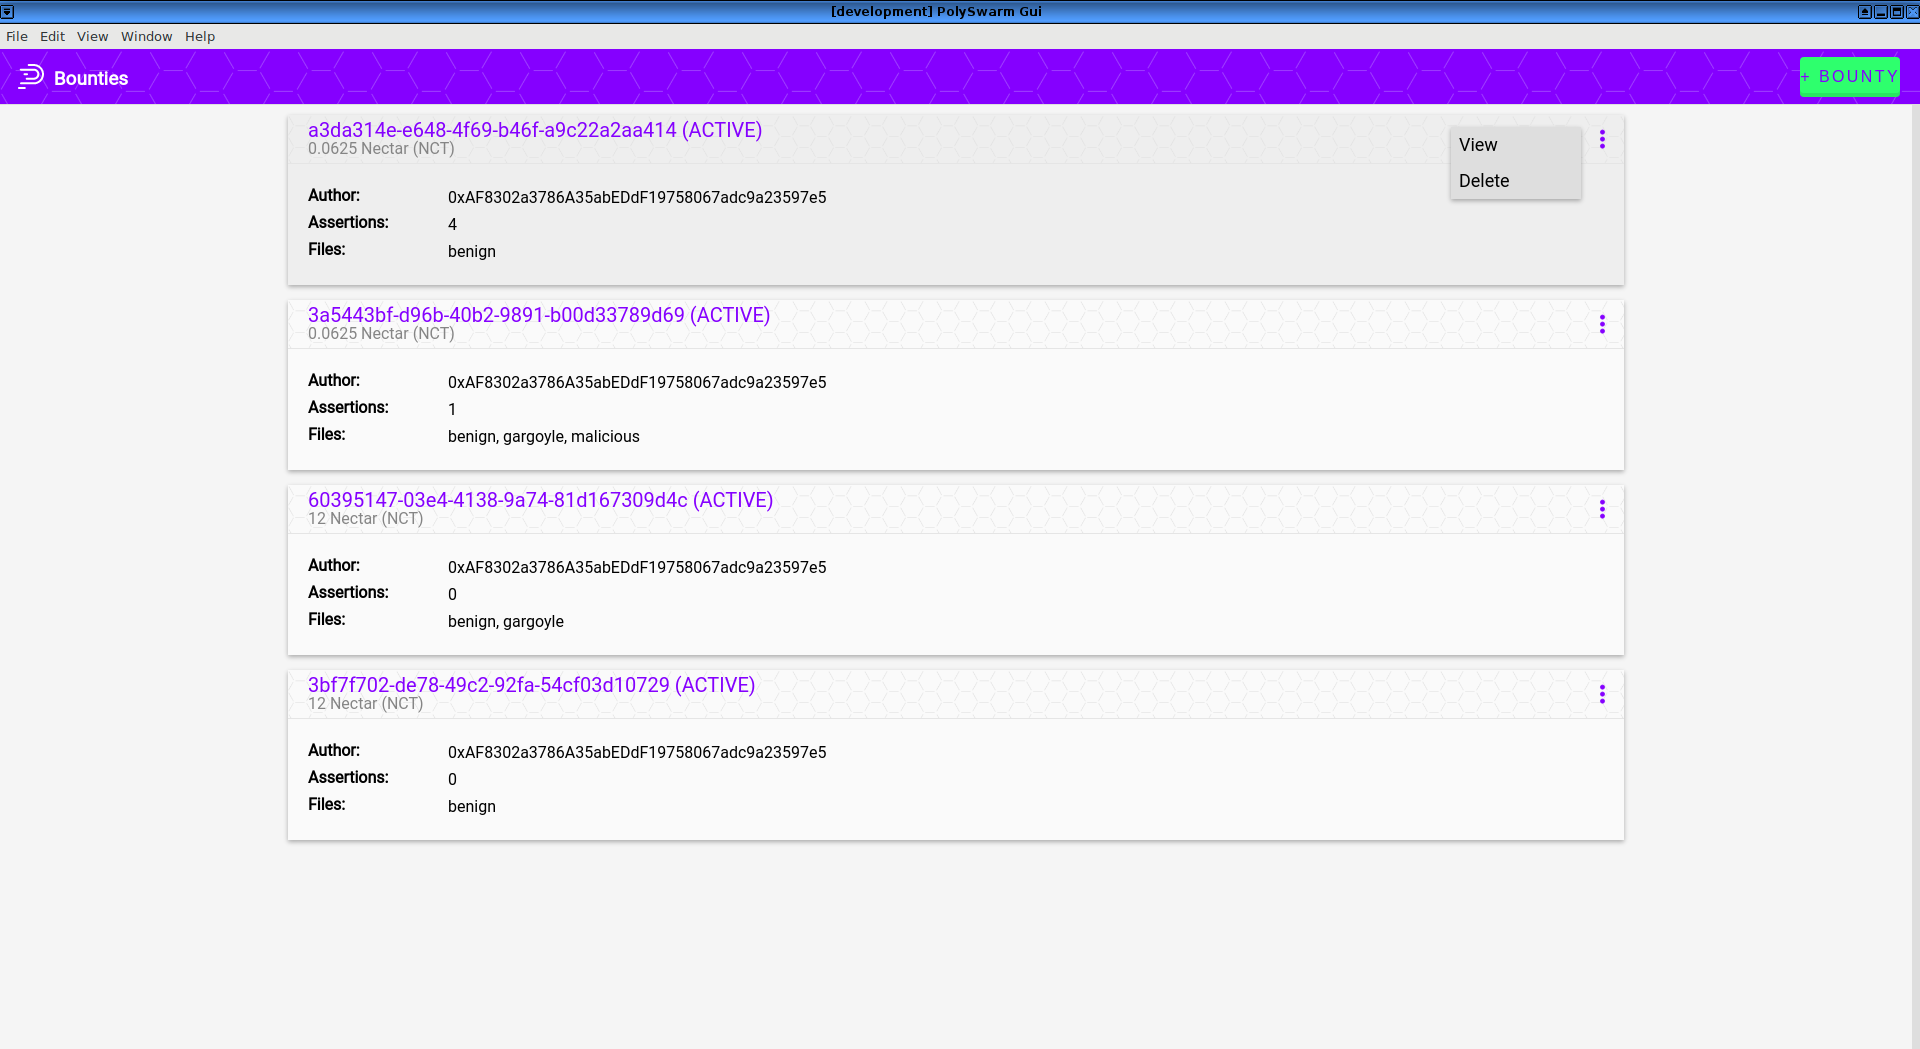 [development] PolySwarm Gui
File Edit View Window Help
Bounties
+ BOUNTY
a3da314e-e648-4f69-b46f-a9c22a2aa414 (ACTIVE)
0.0625 Nectar (NCT)
View
Delete
Author: 0xAF8302a3786A35abEDdF19758067adc9a23597e5
Assertions: 4
Files: benign
3a5443bf-d96b-40b2-9891-b00d33789d69 (ACTIVE)
0.0625 Nectar (NCT)
Author: 0xAF8302a3786A35abEDdF19758067adc9a23597e5
Assertions: 1
Files: benign, gargoyle, malicious
60395147-03e4-4138-9a74-81d167309d4c (ACTIVE)
12 Nectar (NCT)
Author: 0xAF8302a3786A35abEDdF19758067adc9a23597e5
Assertions: 0
Files: benign, gargoyle
3bf7f702-de78-49c2-92fa-54cf03d10729 (ACTIVE)
12 Nectar (NCT)
Author: 0xAF8302a3786A35abEDdF19758067adc9a23597e5
Assertions: 0
Files: benign